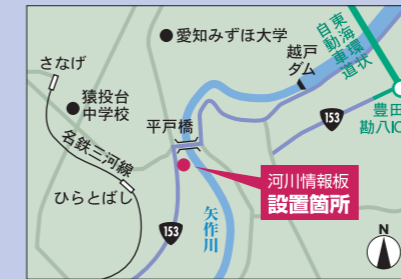 愛知みずほ大学
越戸
ダム
東海環状
自動車道
さなげ
猿投台
中学校
平戸橋
153
豊田
勘八IC
名鉄三河線
河川情報板
設置箇所
ひらとばし
矢作川
153
N